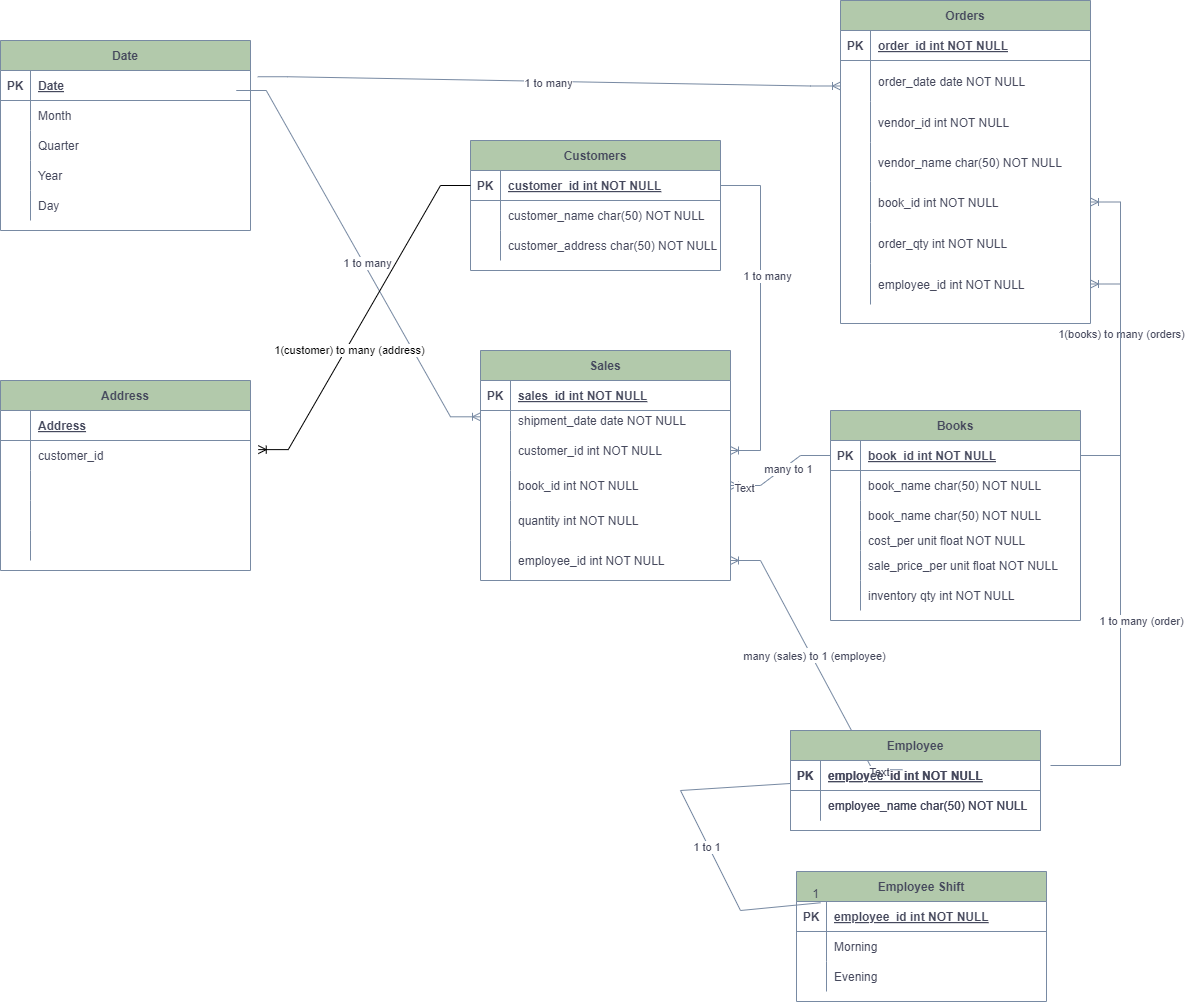 Date
PK Date
Month
Quarter
Year
Day
1 to many
Orders
PK order_id int NOT NULL
order_date date NOT NULL
vendor_id int NOT NULL
vendor_name char(50) NOT NULL
book_id int NOT NULL
order_qty int NOT NULL
employee_id int NOT NULL
Customers
PK customer_id int NOT NULL
customer_name char(50) NOT NULL
customer_address char(50) NOT NULL
1 to many
1 to many
1(customer) to many (address)
1(books) to many (orders)
Address
Address
customer_id
Sales
PK sales_id int NOT NULL
shipment_date date NOT NULL
customer_id int NOT NULL
book_id int NOT NULL
quantity int NOT NULL
employee_id int NOT NULL
many to 1
Text
Books
PK book_id int NOT NULL
book_name char(50) NOT NULL
book_name char(50) NOT NULL
cost_per unit float NOT NULL
sale_price_per unit float NOT NULL
inventory qty int NOT NULL
1 to many (order)
many (sales) to 1 (employee)
Employee
Text
PK employee_id int NOT NULL
employee_name char(50) NOT NULL
1 to 1
Employee Shift
1
PK employee_id int NOT NULL
Morning
Evening